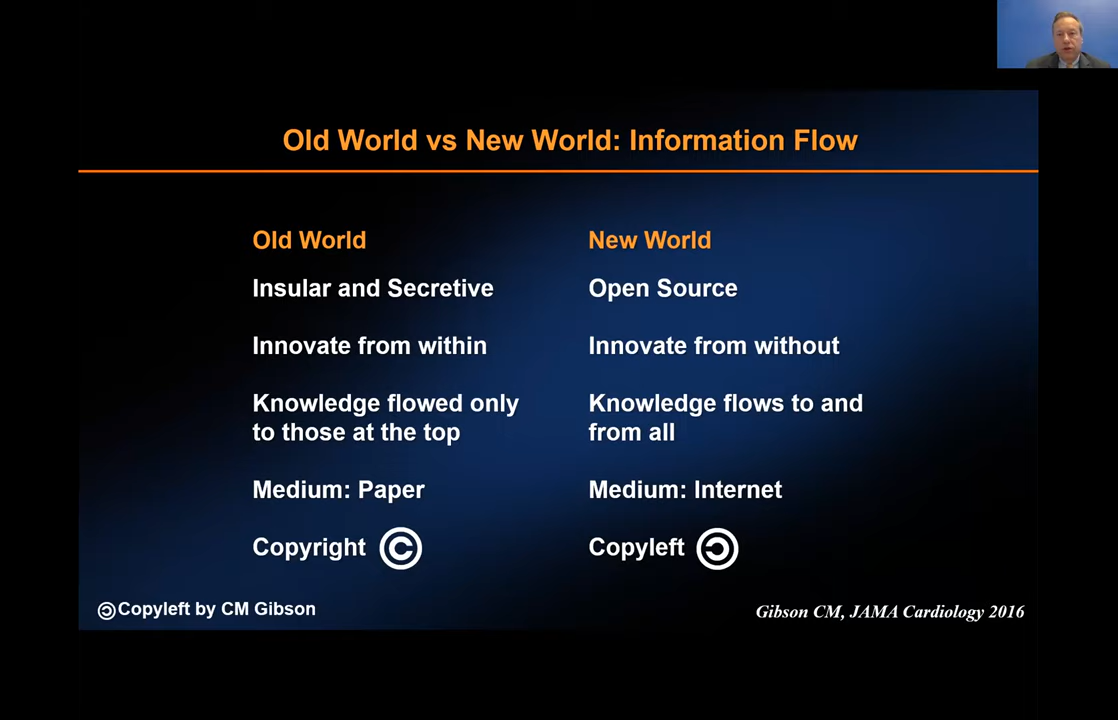 Old World vs New World: Information Flow
Old World
New World
Insular and Secretive
Open Source
Innovate from within
Innovate from without
Knowledge flowed only
to those at the top
Knowledge flows to and
from all
Medium: Paper
Medium: Internet
Copyright ©
Copyleft 🄯
🄯Copyleft by CM Gibson
Gibson CM, JAMA Cardiology 2016